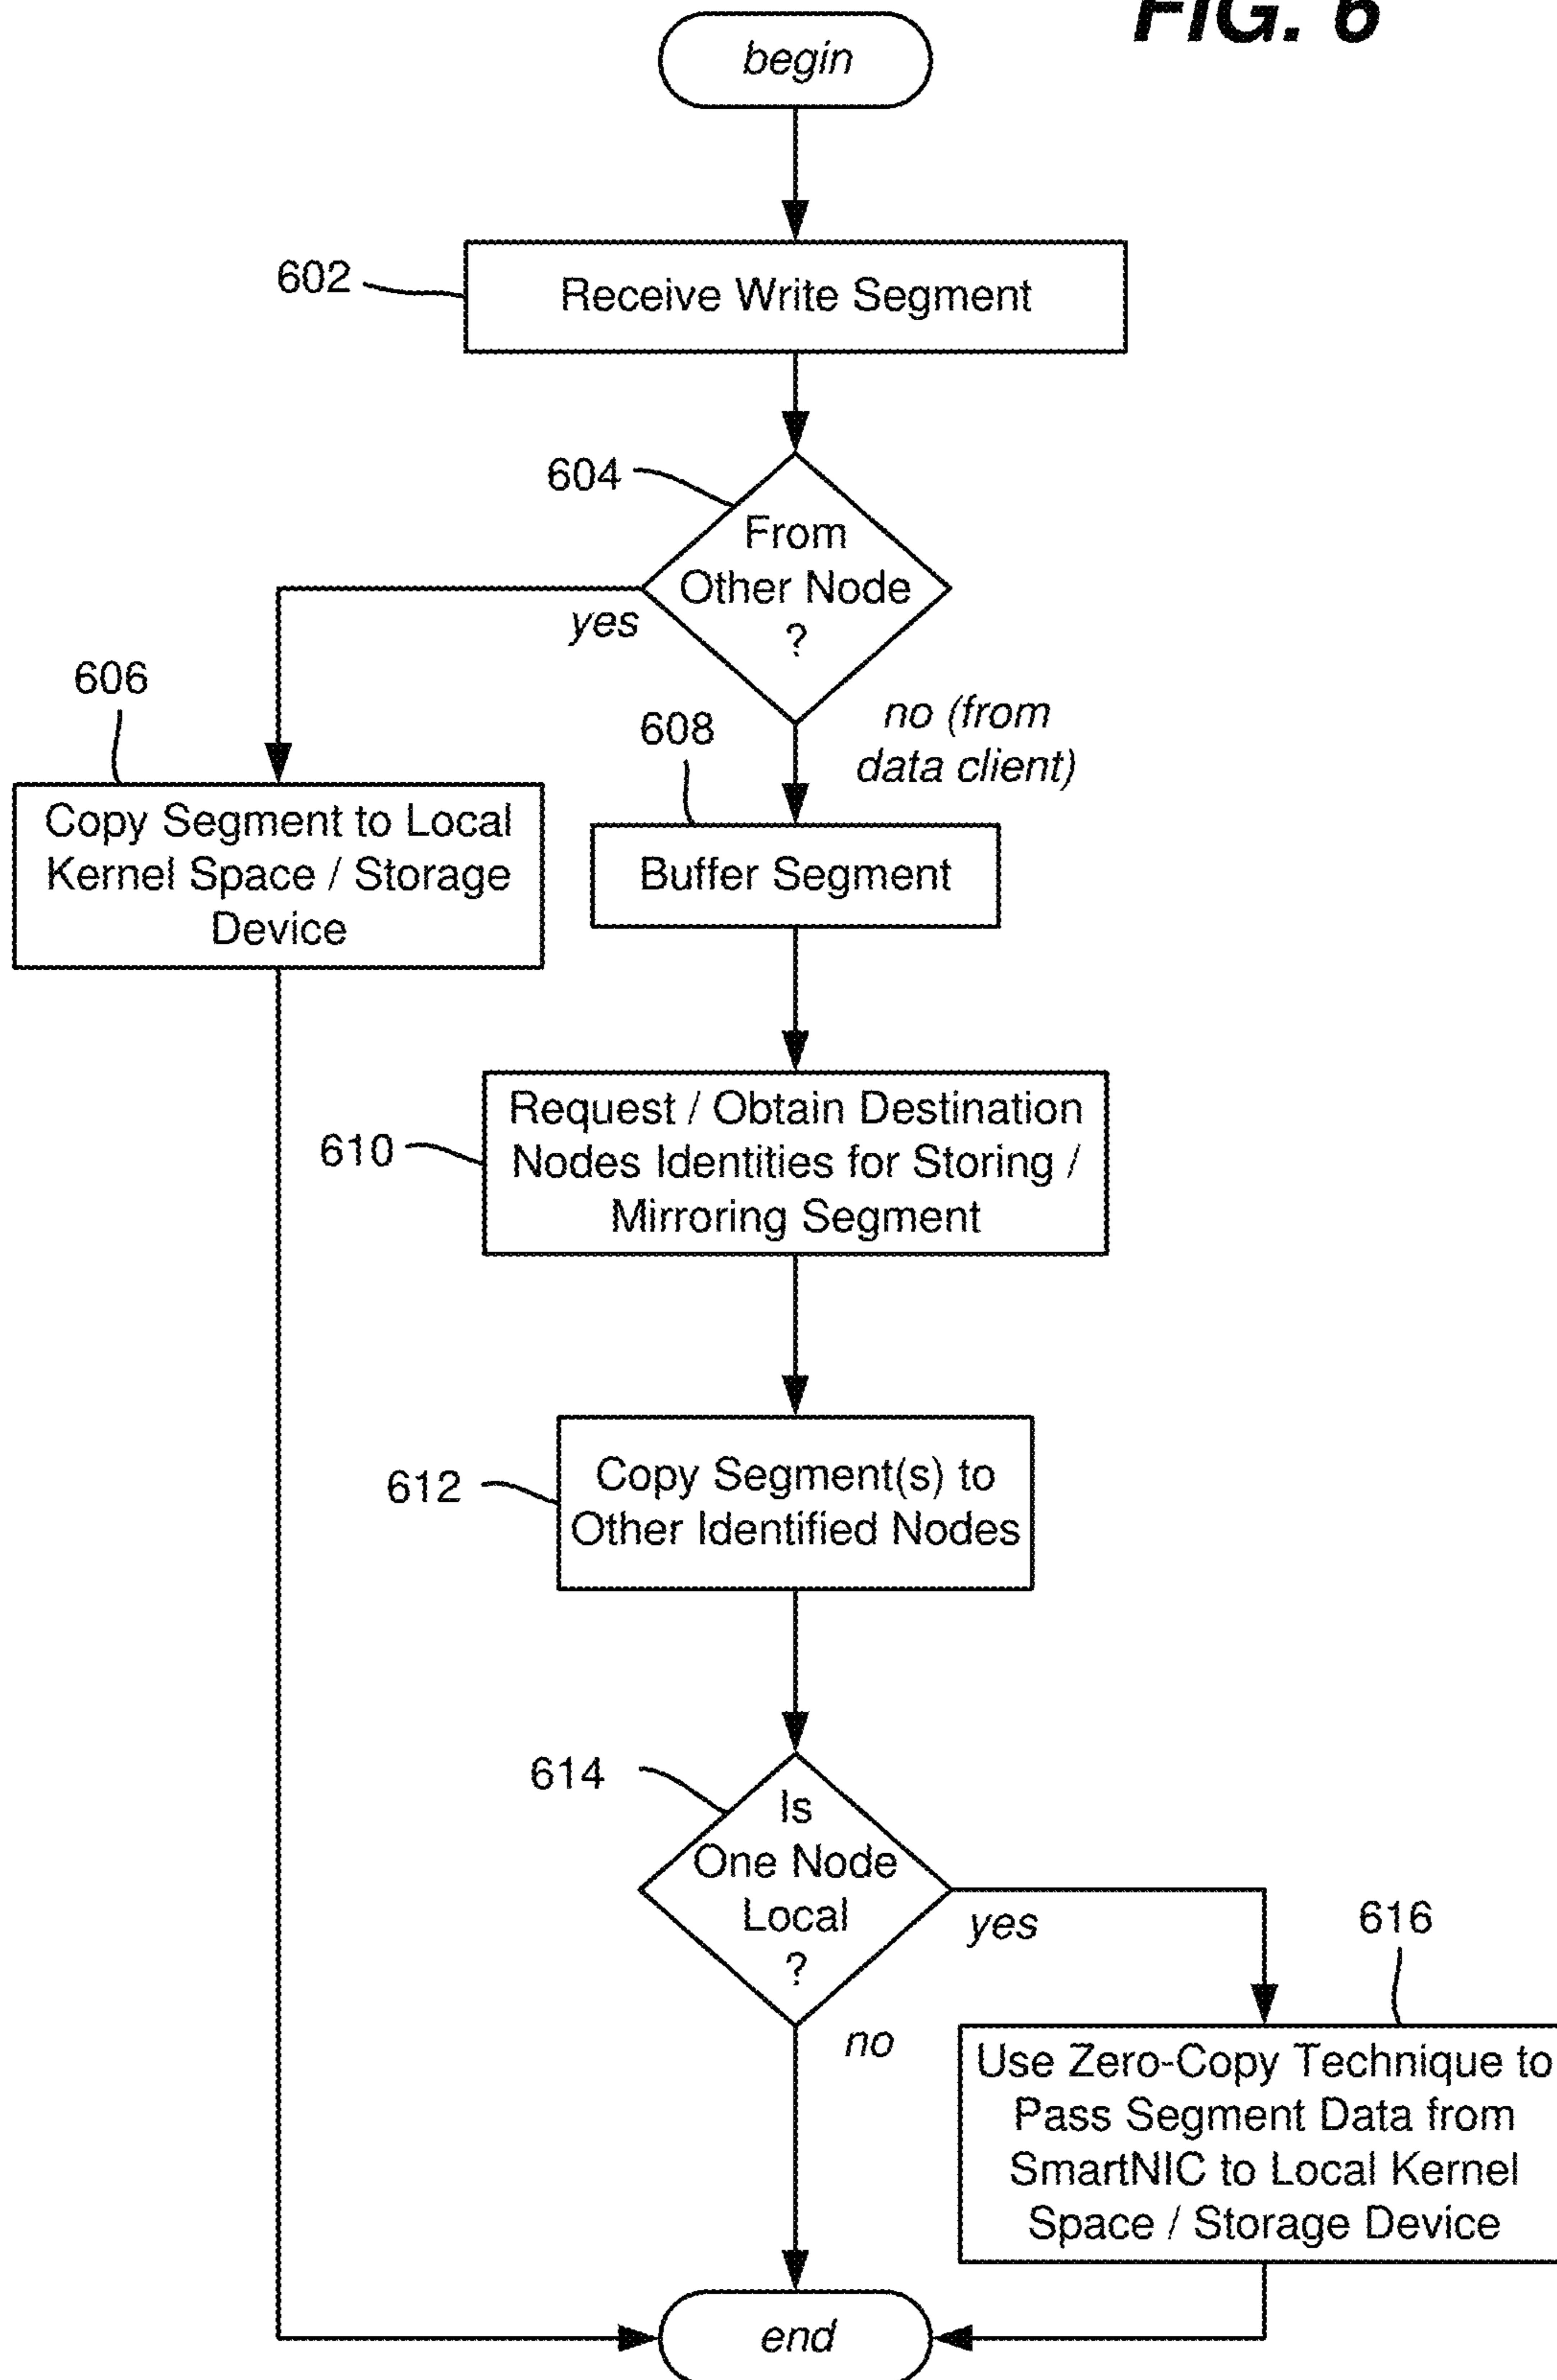 FIG. 6
begin
602
Receive Write Segment
604
From
Other Node
?
yes
no (from
data client)
606
Copy Segment to Local
Kernel Space / Storage
Device
608
Buffer Segment
610
Request / Obtain Destination
Nodes Identities for Storing /
Mirroring Segment
612
Copy Segment(s) to
Other Identified Nodes
614
Is
One Node
Local
?
yes
no
616
Use Zero-Copy Technique to
Pass Segment Data from
SmartNIC to Local Kernel
Space / Storage Device
end